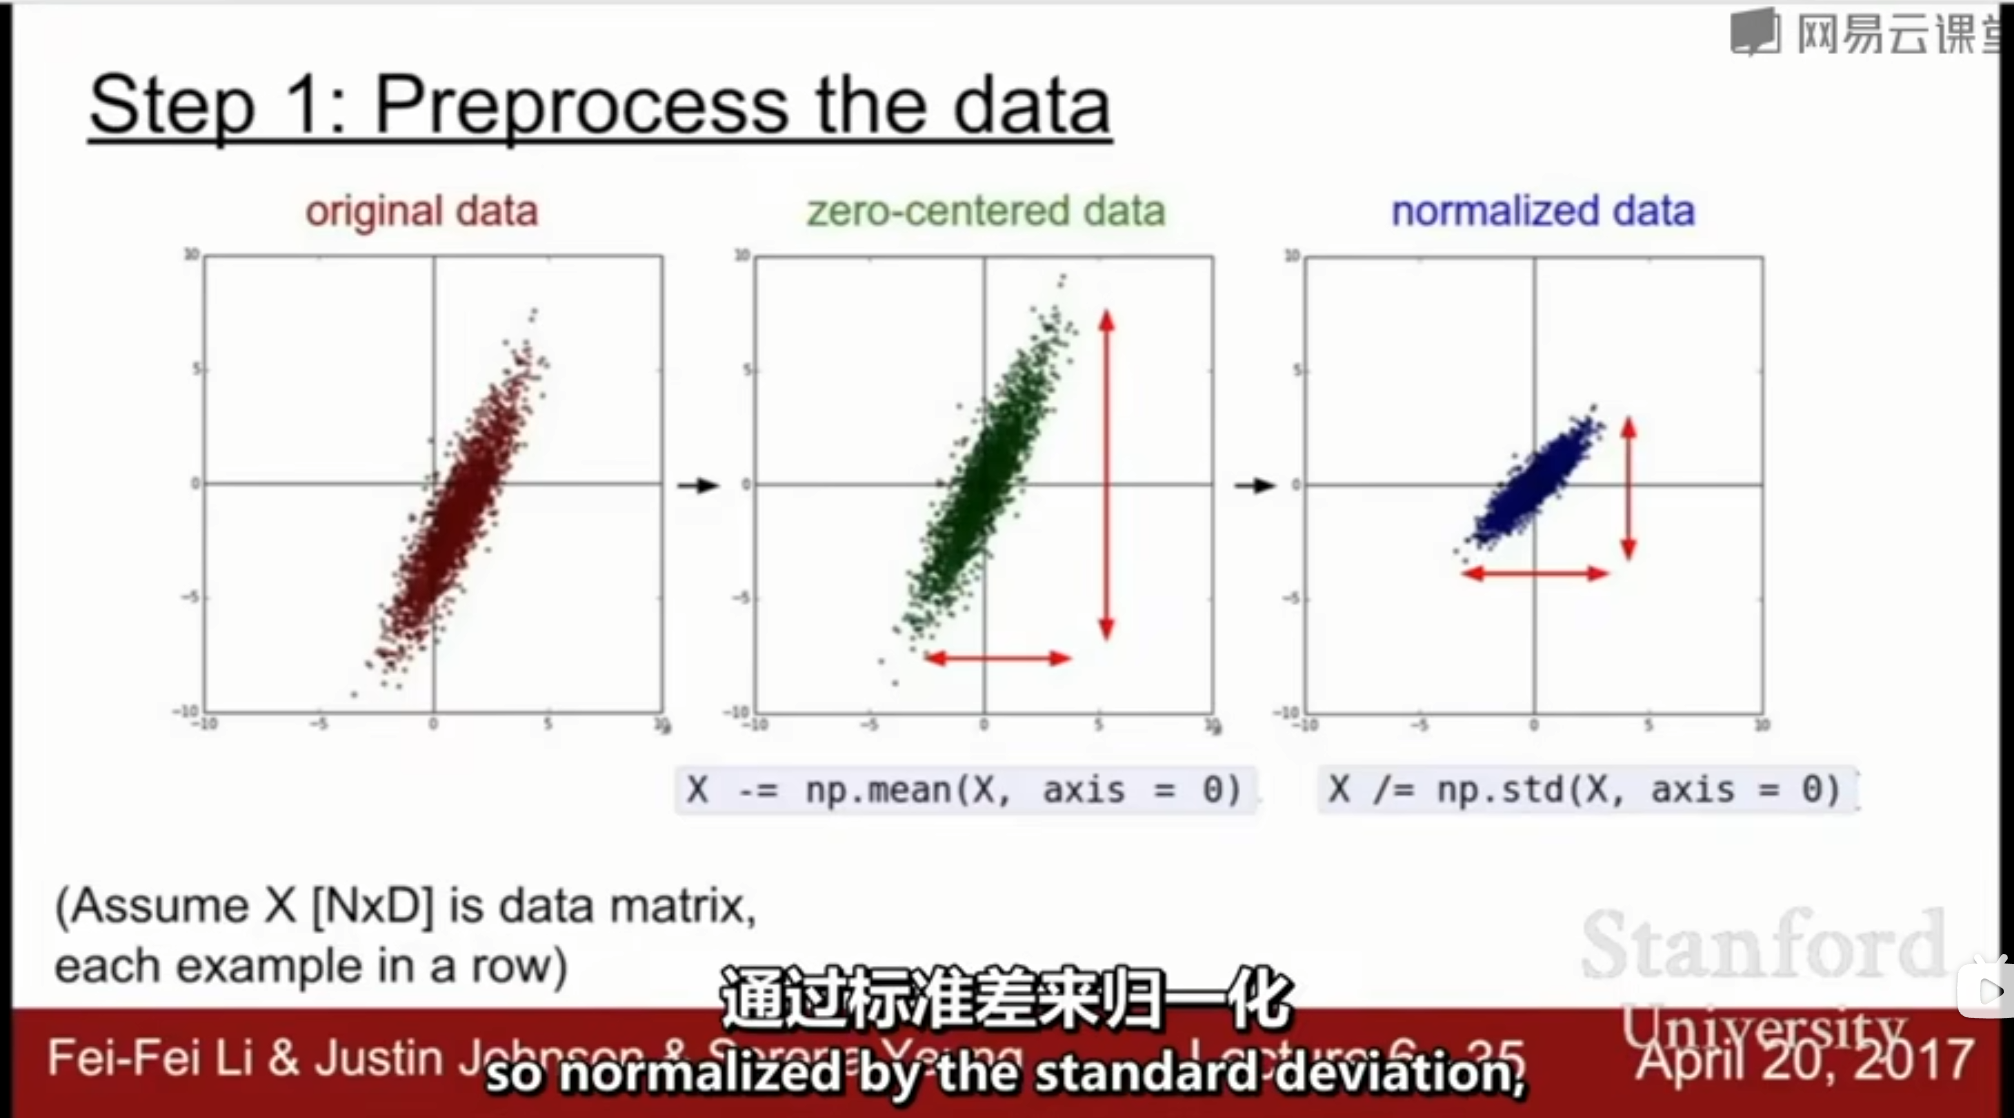 网易云课堂
Step 1: Preprocess the data
original data
zero-centered data
normalized data
10
5
0
-5
-10
-10
-5
0
5
10
10
5
0
-5
-10
-10
-5
0
5
10
10
5
0
-5
-10
-10
-5
0
5
10
X -= np.mean(X, axis = 0)
X /= np.std(X, axis = 0)
(Assume X [NxD] is data matrix,
each example in a row)
Stanford
University
通过标准差来归一化
Fei-Fei Li & Justin Johnson & Serena Yeung
Lecture 6 - 35
April 20, 2017
so normalized by the standard deviation,